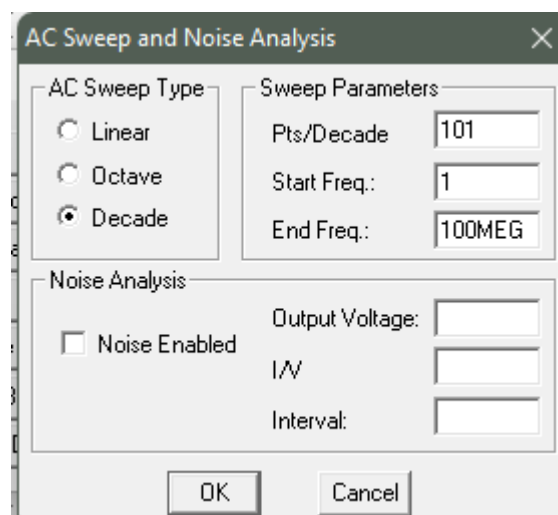 AC Sweep and Noise Analysis
AC Sweep Type
Linear
Octave
Decade
Sweep Parameters
Pts/Decade 101
Start Freq.: 1
End Freq.: 100MEG
Noise Analysis
Noise Enabled
Output Voltage:
I/V
Interval:
OK Cancel